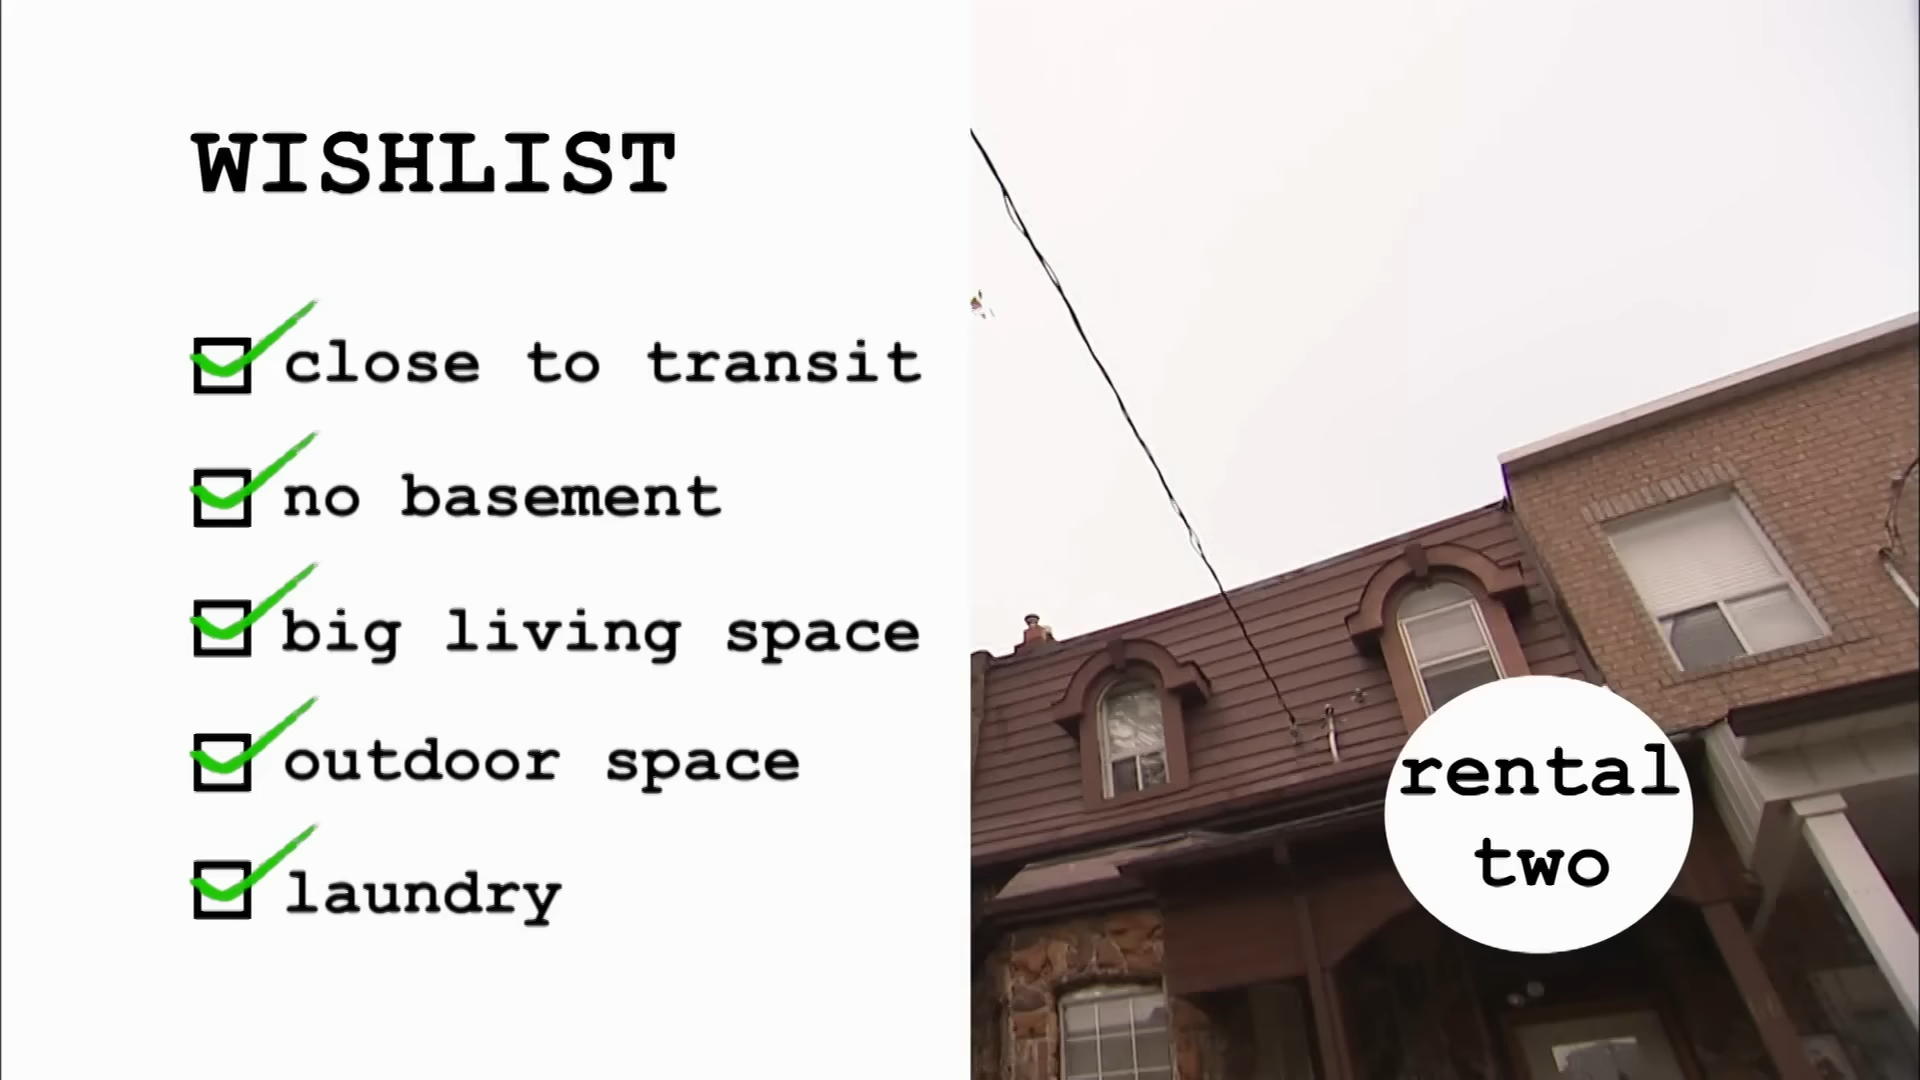 WISHLIST
close to transit
no basement
big living space
outdoor space
laundry
rental
two